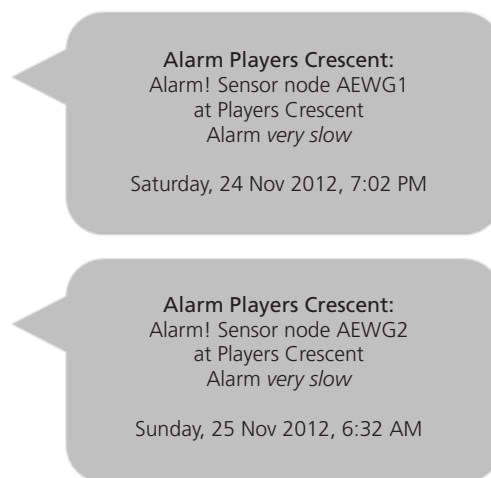 Alarm Players Crescent:
Alarm! Sensor node AEWG1
at Players Crescent
Alarm very slow
Saturday, 24 Nov 2012, 7:02 PM
Alarm Players Crescent:
Alarm! Sensor node AEWG2
at Players Crescent
Alarm very slow
Sunday, 25 Nov 2012, 6:32 AM